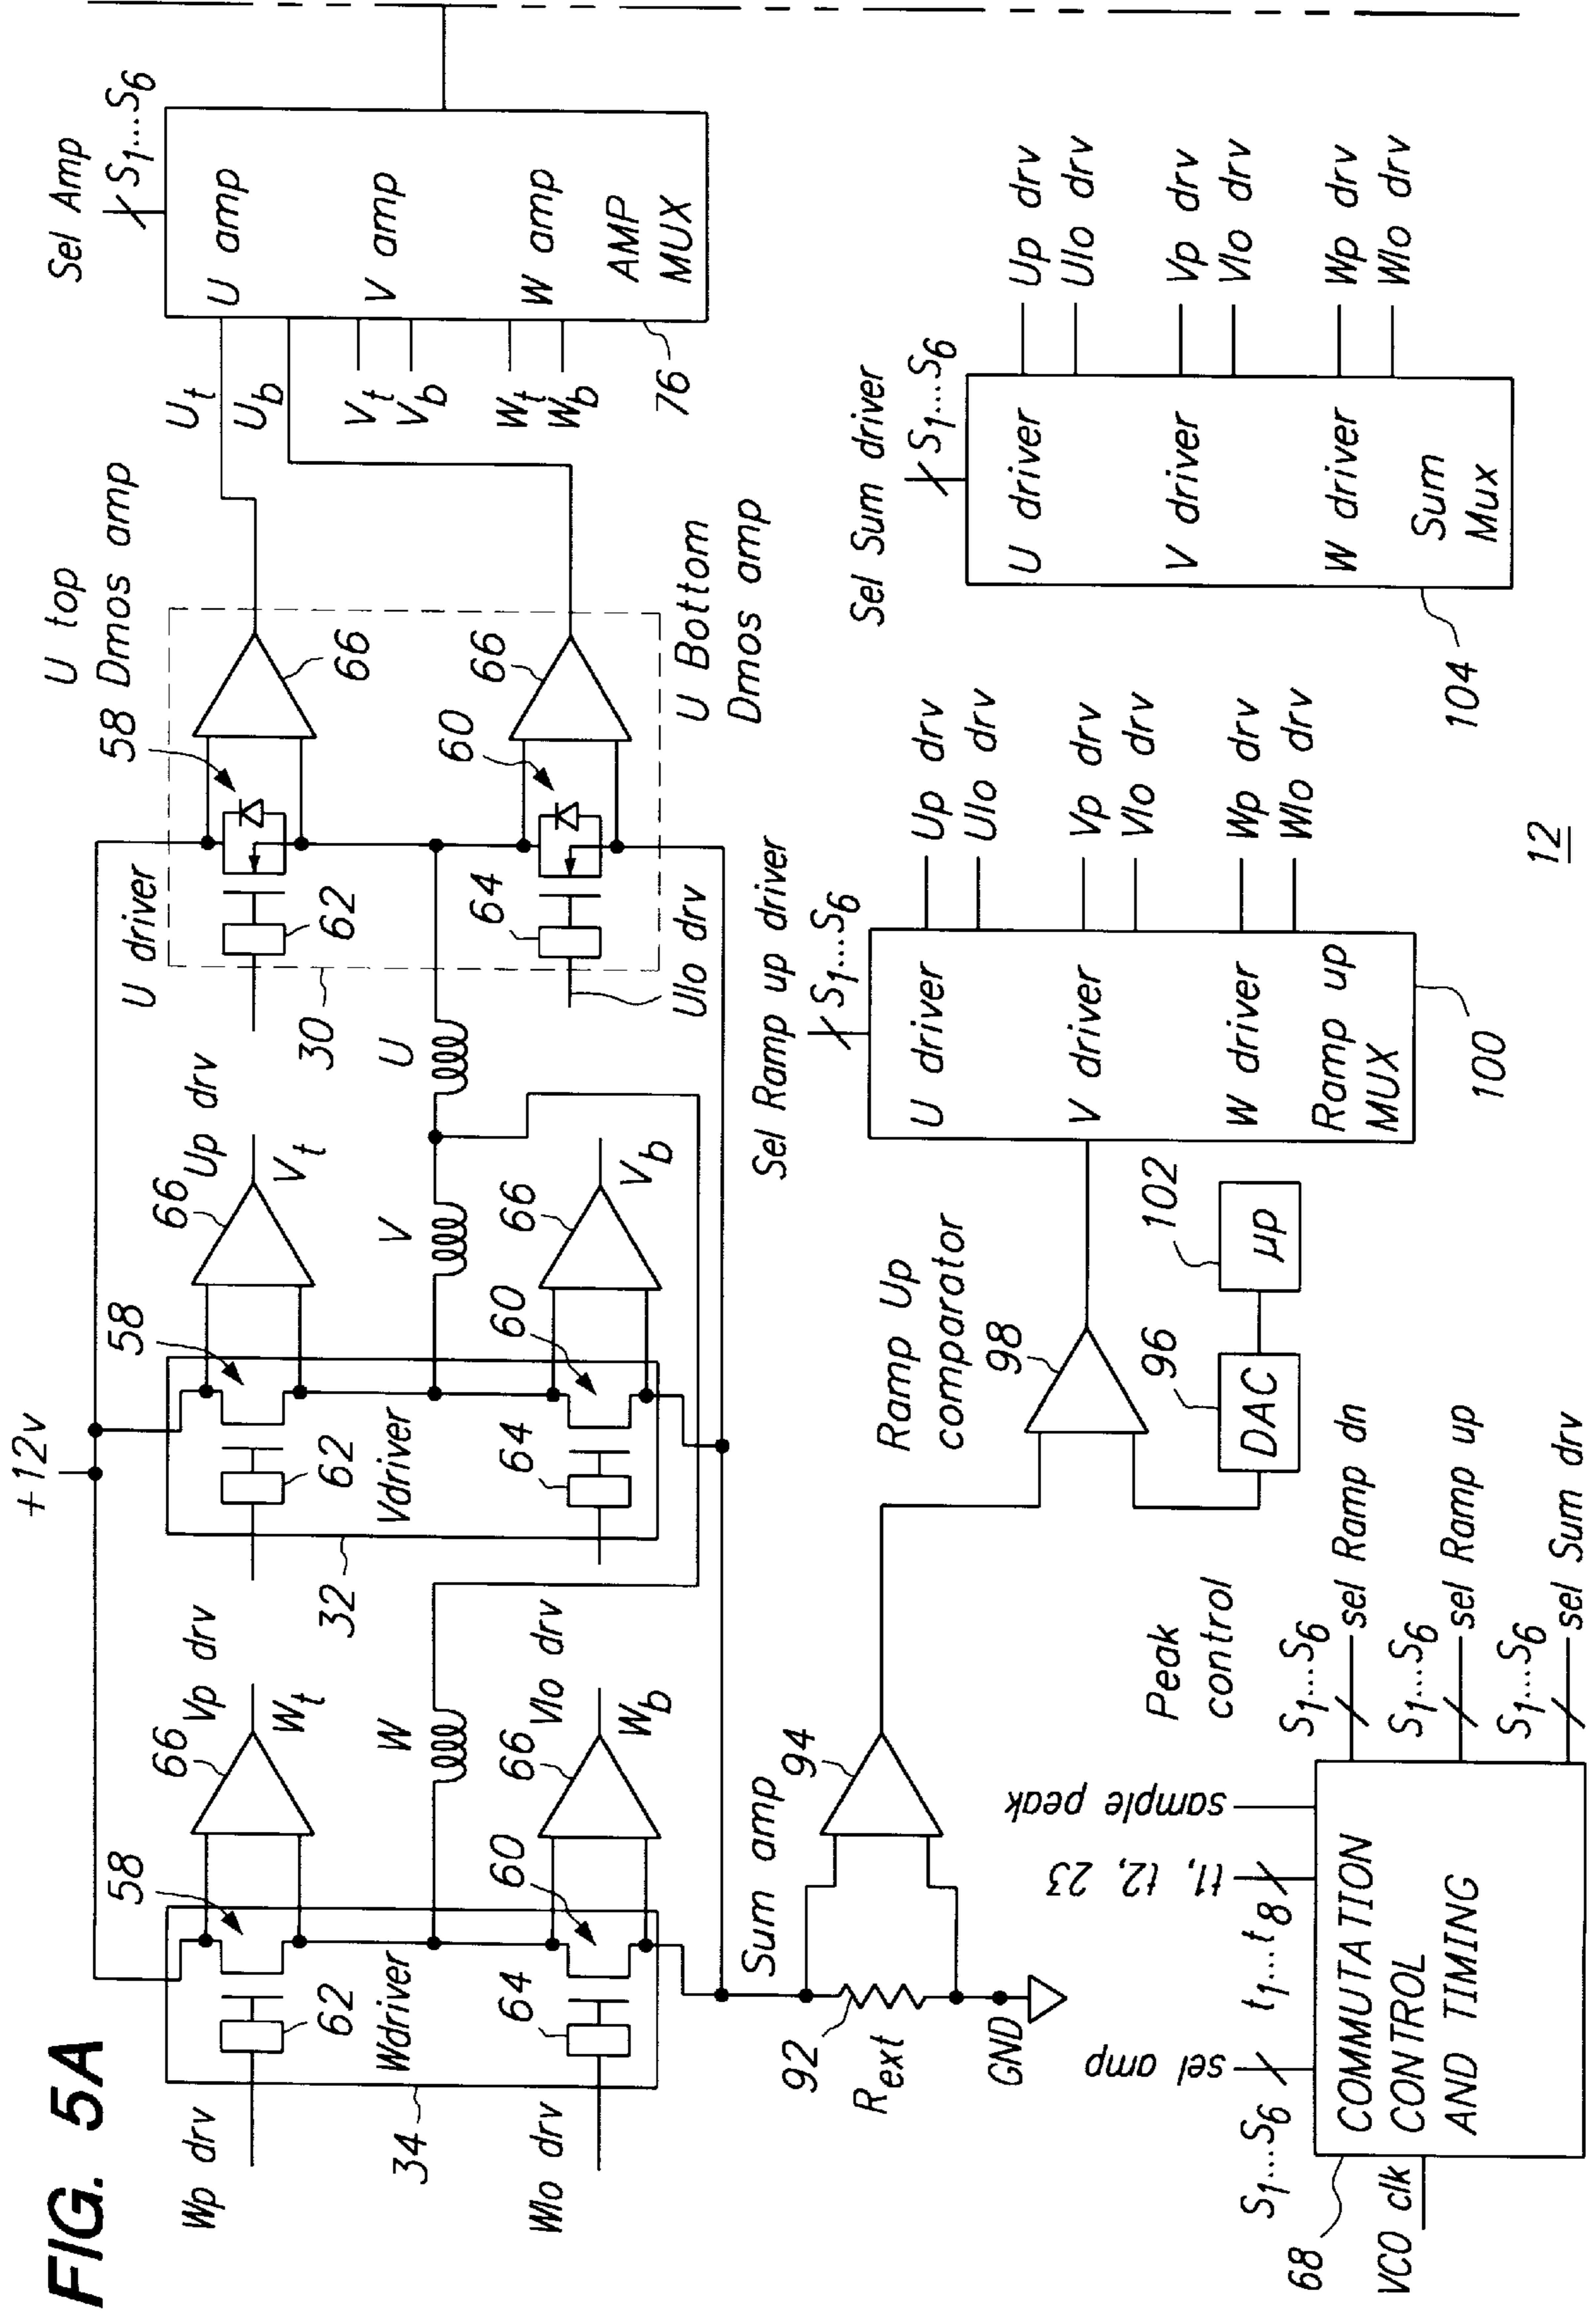 FIG. 5A
+12v
Wp drv
Wlo drv
34
62
64
Wdriver
58
60
66
66
Wt
Wb
W
Vp drv
Vlo drv
32
62
64
Vdriver
58
60
66
66
Vt
Vb
V
Up drv
U
30
U driver
62
64
Ulo drv
58
60
U top
Dmos amp
66
66
U Bottom
Dmos amp
Ut
Ub
Vt
Vb
Wt
Wb
76
Sel Amp
S1...S6
U amp
V amp
W amp
AMP
MUX
Sum amp
92
Rext
GND
94
Peak
control
Ramp Up
comparator
98
96
DAC
102
µp
Sel Ramp up driver
S1...S6
U driver
V driver
W driver
Ramp up
MUX
100
Up drv
Ulo drv
Vp drv
Vlo drv
Wp drv
Wlo drv
Sel Sum driver
S1...S6
U driver
V driver
W driver
Sum
Mux
104
Up drv
Ulo drv
Vp drv
Vlo drv
Wp drv
Wlo drv
S1...S6
sel amp
t1...t8
t1, t2, 23
sample peak
68
VCO clk
COMMUTATION
CONTROL
AND TIMING
S1...S6
sel Ramp dn
S1...S6
sel Ramp up
S1...S6
sel Sum drv
12